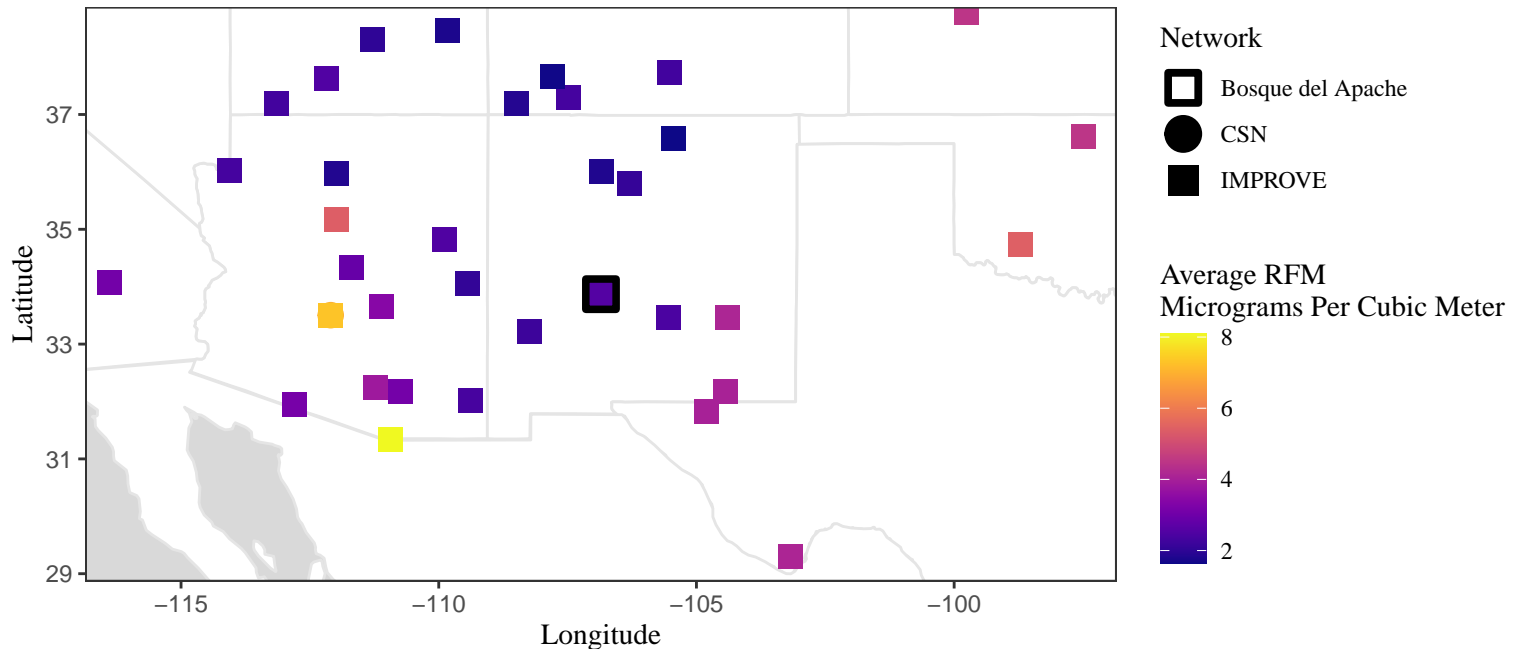 37
35
33
31
29
Latitude
−115
−110
−105
−100
Longitude
Network
Bosque del Apache
CSN
IMPROVE
Average RFM
Micrograms Per Cubic Meter
8
6
4
2